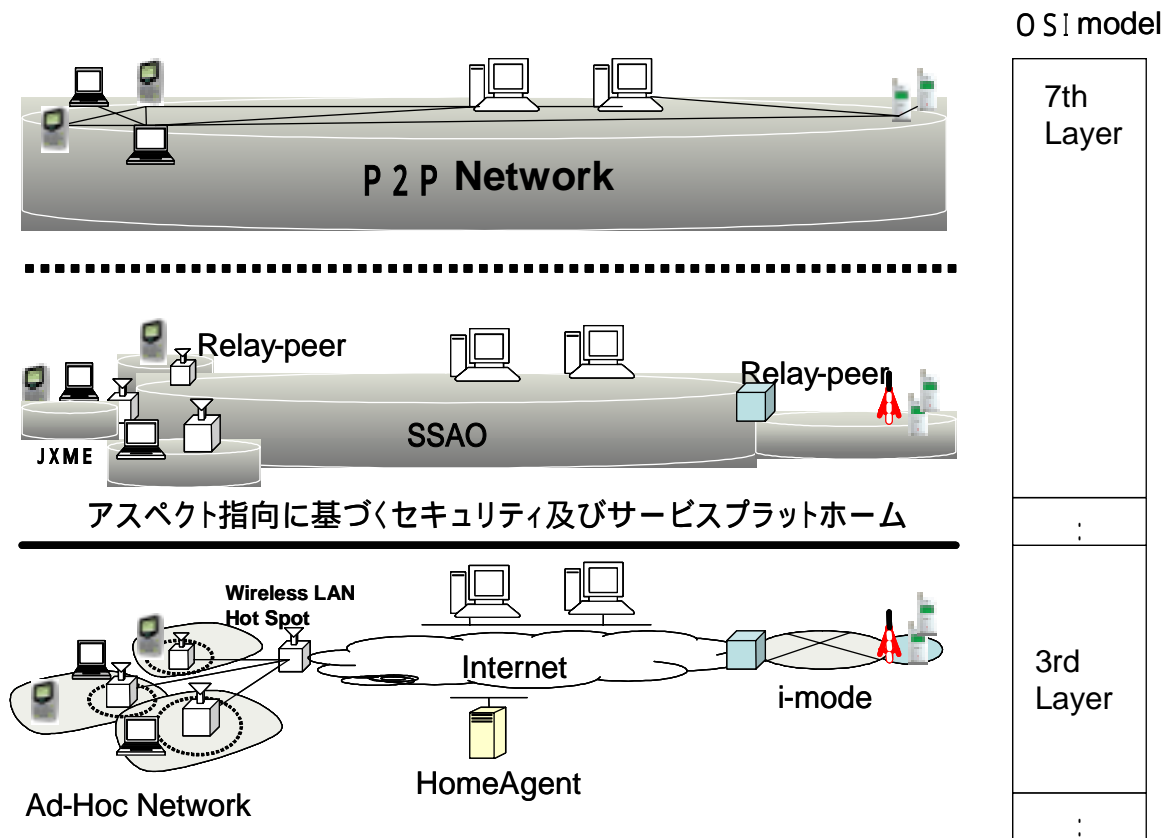 ＯＳＩ model
7th
Layer
Ｐ２Ｐ Network
Relay-peer
Relay-peer
SSAO
ＪＸＭＥ
アスペクト指向に基づくセキュリティ及びサービスプラットホーム
:
Wireless LAN
Hot Spot
Internet
i-mode
3rd
Layer
HomeAgent
Ad-Hoc Network
: